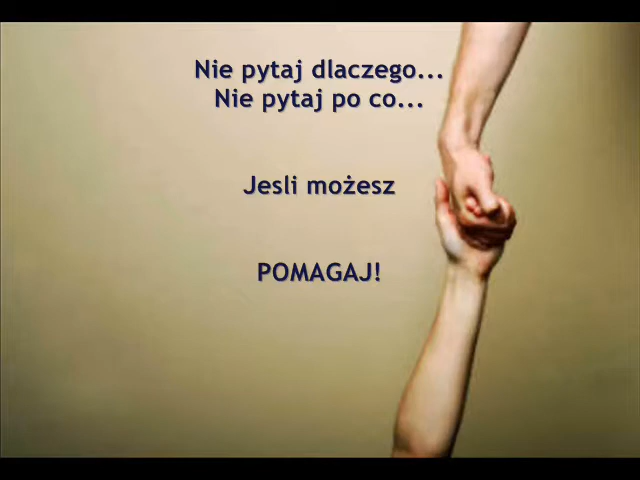 Nie pytaj dlaczego...
Nie pytaj po co...
Jesli możesz
POMAGAJ!